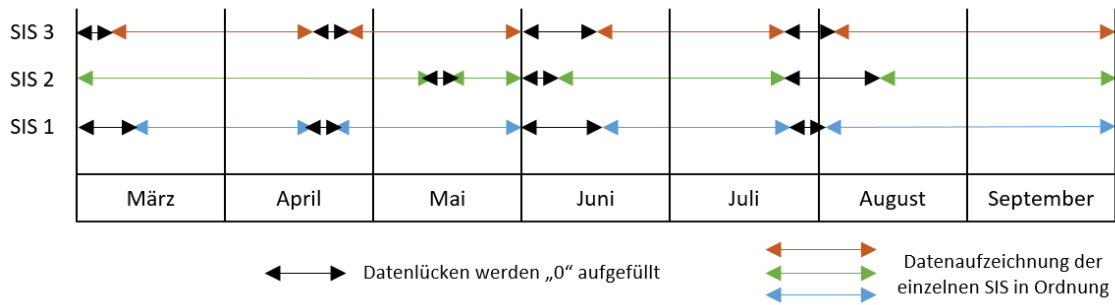 SIS 3
SIS 2
SIS 1
März April Mai Juni Juli August September
Datenlücken werden „0“ aufgefüllt
Datenaufzeichnung der
einzelnen SIS in Ordnung